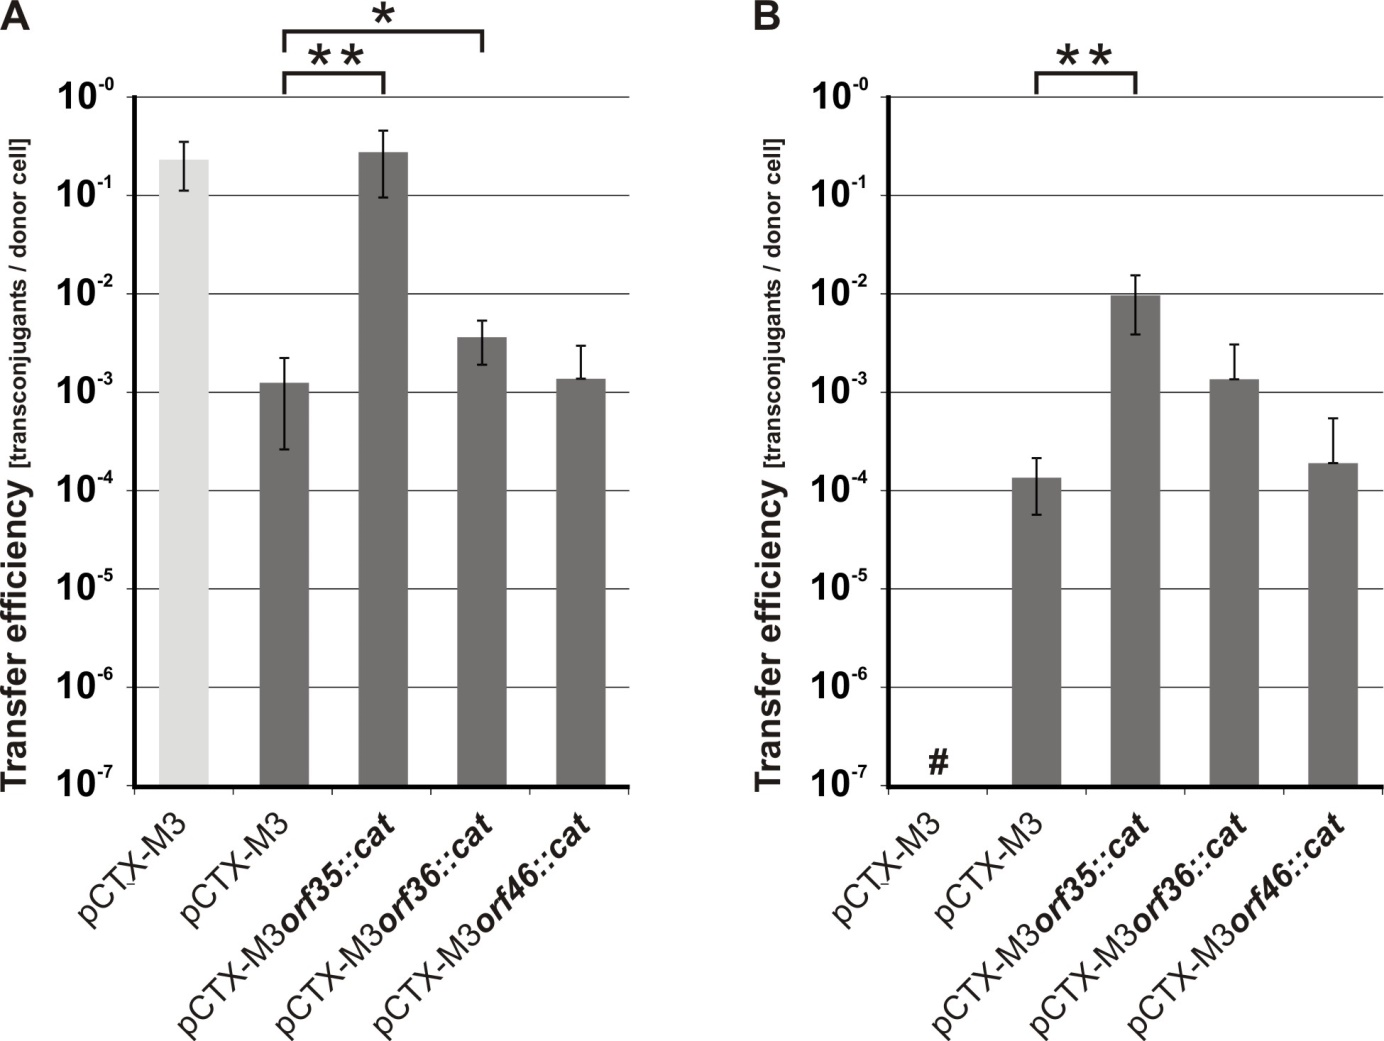 A
B
*
**
**
10-0
10-1
10-2
10-3
10-4
10-5
10-6
10-7
Transfer efficiency [transconjugants / donor cell]
pCTX-M3
pCTX-M3
pCTX-M3orf35::cat
pCTX-M3orf36::cat
pCTX-M3orf46::cat
10-0
10-1
10-2
10-3
10-4
10-5
10-6
10-7
Transfer efficiency [transconjugants / donor cell]
#
pCTX-M3
pCTX-M3
pCTX-M3orf35::cat
pCTX-M3orf36::cat
pCTX-M3orf46::cat